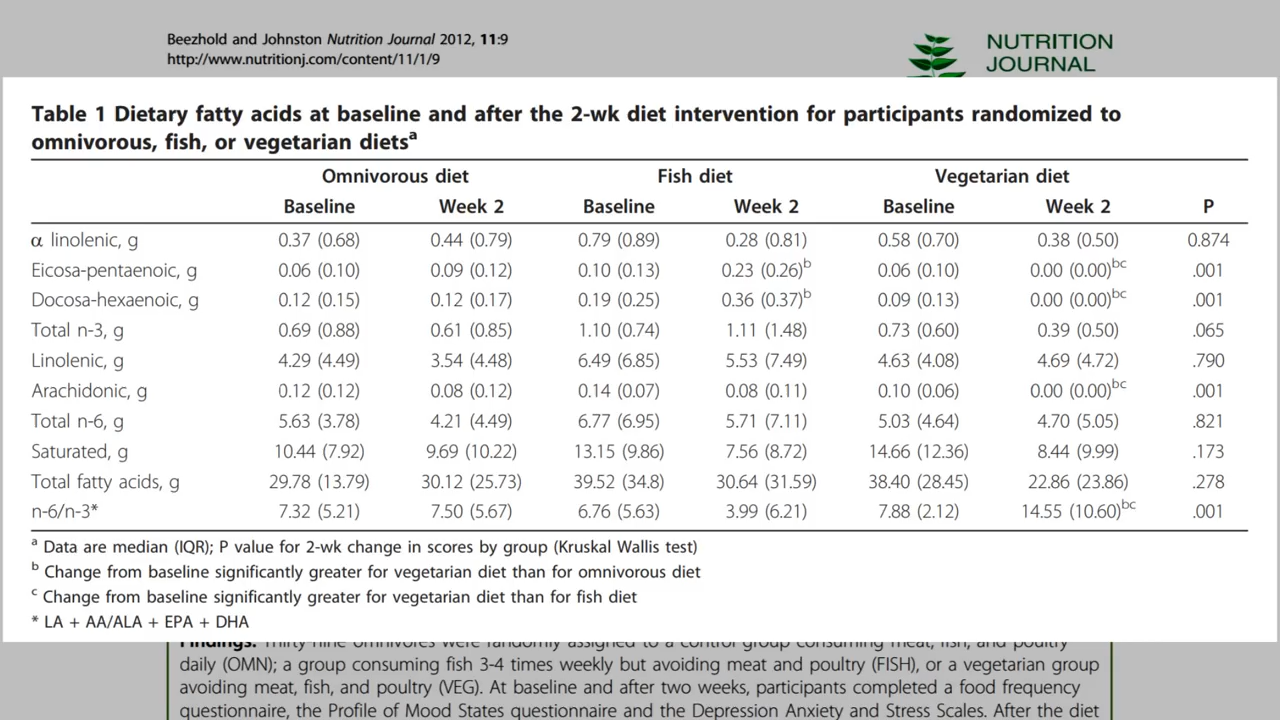 Beezhold and Johnston Nutrition Journal 2012, 11:9
http://www.nutritionj.com/content/11/1/9
NUTRITION
JOURNAL
Table 1 Dietary fatty acids at baseline and after the 2-wk diet intervention for participants randomized to
omnivorous, fish, or vegetarian dietsa
Omnivorous diet Fish diet Vegetarian diet
Baseline Week 2 Baseline Week 2 Baseline Week 2 P
α linolenic, g 0.37 (0.68) 0.44 (0.79) 0.79 (0.89) 0.28 (0.81) 0.58 (0.70) 0.38 (0.50) 0.874
Eicosa-pentaenoic, g 0.06 (0.10) 0.09 (0.12) 0.10 (0.13) 0.23 (0.26)b 0.06 (0.10) 0.00 (0.00)bc .001
Docosa-hexaenoic, g 0.12 (0.15) 0.12 (0.17) 0.19 (0.25) 0.36 (0.37)b 0.09 (0.13) 0.00 (0.00)bc .001
Total n-3, g 0.69 (0.88) 0.61 (0.85) 1.10 (0.74) 1.11 (1.48) 0.73 (0.60) 0.39 (0.50) .065
Linolenic, g 4.29 (4.49) 3.54 (4.48) 6.49 (6.85) 5.53 (7.49) 4.63 (4.08) 4.69 (4.72) .790
Arachidonic, g 0.12 (0.12) 0.08 (0.12) 0.14 (0.07) 0.08 (0.11) 0.10 (0.06) 0.00 (0.00)bc .001
Total n-6, g 5.63 (3.78) 4.21 (4.49) 6.77 (6.95) 5.71 (7.11) 5.03 (4.64) 4.70 (5.05) .821
Saturated, g 10.44 (7.92) 9.69 (10.22) 13.15 (9.86) 7.56 (8.72) 14.66 (12.36) 8.44 (9.99) .173
Total fatty acids, g 29.78 (13.79) 30.12 (25.73) 39.52 (34.8) 30.64 (31.59) 38.40 (28.45) 22.86 (23.86) .278
n-6/n-3* 7.32 (5.21) 7.50 (5.67) 6.76 (5.63) 3.99 (6.21) 7.88 (2.12) 14.55 (10.60)bc .001
a Data are median (IQR); P value for 2-wk change in scores by group (Kruskal Wallis test)
b Change from baseline significantly greater for vegetarian diet than for omnivorous diet
c Change from baseline significantly greater for vegetarian diet than for fish diet
* LA + AA/ALA + EPA + DHA
Findings: Thirty-nine omnivores were randomly assigned to a control group consuming meat, fish, and poultry
daily (OMN); a group consuming fish 3-4 times weekly but avoiding meat and poultry (FISH), or a vegetarian group
avoiding meat, fish, and poultry (VEG). At baseline and after two weeks, participants completed a food frequency
questionnaire, the Profile of Mood States questionnaire and the Depression Anxiety and Stress Scales. After the diet